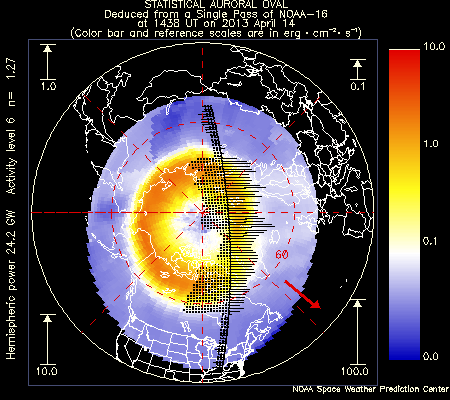 STATISTICAL AURORAL OVAL
Deduced from a Single Pass of NOAA-16
at 1438 UT on 2013 April 14
(Color bar and reference scales are in erg · cm⁻² · s⁻¹)
Hemispheric power 24.2 GW Activity level 6 n= 1.27
1.0
0.1
10.0
100.0
60
10.0
1.0
0.1
0.0
NOAA Space Weather Prediction Center